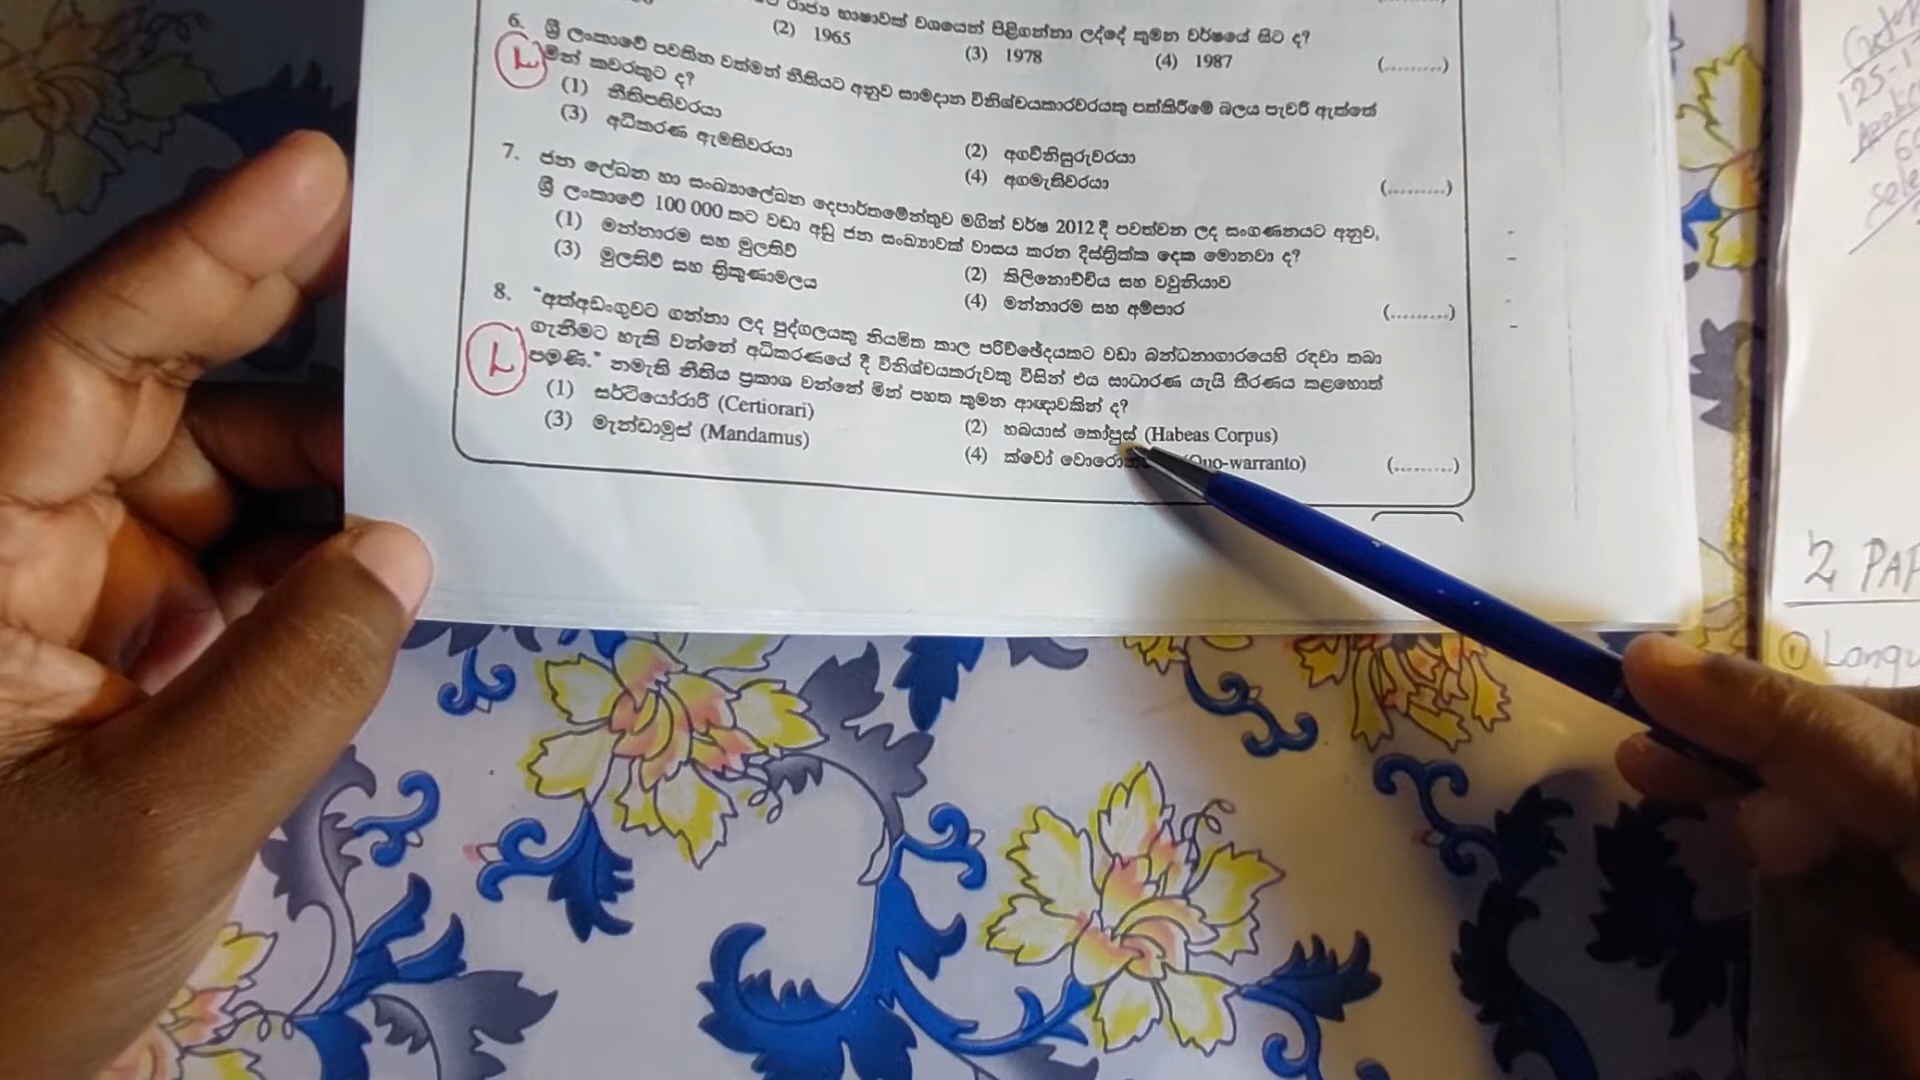 රාජ්‍ය භාෂාවක් වශයෙන් පිළිගන්නා ලද්දේ කුමන වර්ෂයේ සිට ද?
(2) 1965 (3) 1978 (4) 1987 (.........)
6. ශ්‍රී ලංකාවේ පවතින වත්මන් නීතියට අනුව සාමදාන විනිශ්චයකාරවරයකු පත්කිරීමේ බලය පැවරී ඇත්තේ
මින් කවරකුට ද?
L
(1) නීතිපතිවරයා (2) අගවිනිසුරුවරයා
(3) අධිකරණ ඇමතිවරයා (4) අගමැතිවරයා (.........)
7. ජන ලේඛන හා සංඛ්‍යාලේඛන දෙපාර්තමේන්තුව මගින් වර්ෂ 2012 දී පවත්වන ලද සංගණනයට අනුව,
ශ්‍රී ලංකාවේ 100 000 කට වඩා අඩු ජන සංඛ්‍යාවක් වාසය කරන දිස්ත්‍රික්ක දෙක මොනවා ද?
(1) මන්නාරම සහ මුලතිව් (2) කිලිනොච්චිය සහ වවුනියාව
(3) මුලතිව් සහ ත්‍රිකුණාමලය (4) මන්නාරම සහ අම්පාර (.........)
8. "අත්අඩංගුවට ගන්නා ලද පුද්ගලයකු නියමිත කාල පරිච්ඡේදයකට වඩා බන්ධනාගාරයෙහි රඳවා තබා
ගැනීමට හැකි වන්නේ අධිකරණයේ දී විනිශ්චයකරුවකු විසින් එය සාධාරණ යැයි තීරණය කළහොත්
පමණි." නමැති නීතිය ප්‍රකාශ වන්නේ මින් පහත කුමන ආඥාවකින් ද?
L
(1) සර්ටියෝරාරි (Certiorari) (2) හබයාස් කෝපුස් (Habeas Corpus)
(3) මැන්ඩාමුස් (Mandamus) (4) ක්වෝ (Quo-warranto) (.........)
2 PAP
① Langu